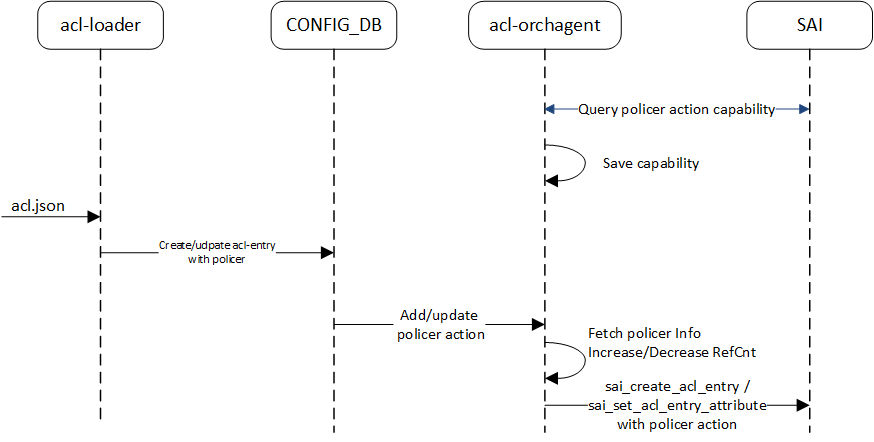 acl-loader
CONFIG_DB
acl-orchagent
SAI
Query policer action capability
Save capability
acl.json
Create/udpate acl-entry
with policer
Add/update
policer action
Fetch policer Info
Increase/Decrease RefCnt
sai_create_acl_entry /
sai_set_acl_entry_attribute
with policer action